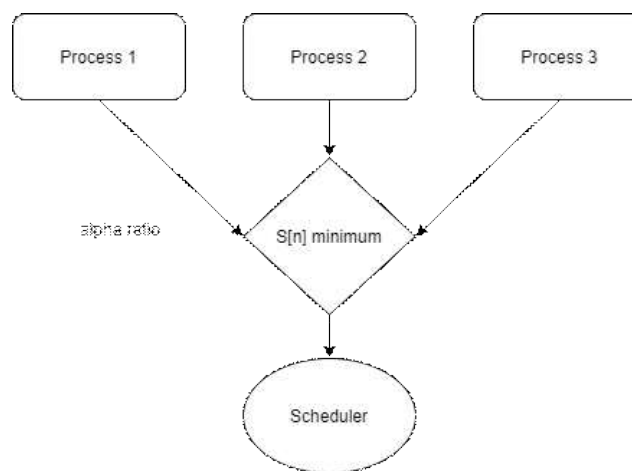 Process 1
Process 2
Process 3
alpha ratio
S[n] minimum
Scheduler